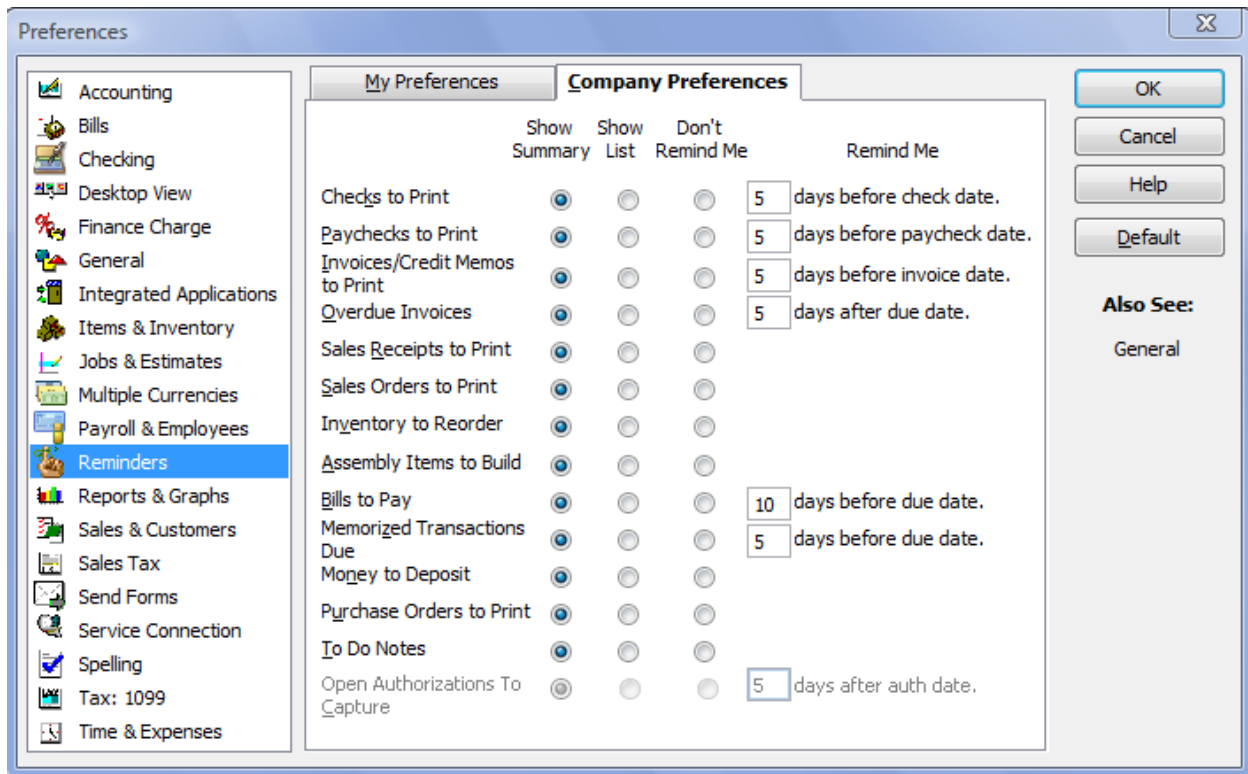 Preferences
Accounting
Bills
Checking
Desktop View
Finance Charge
General
Integrated Applications
Items & Inventory
Jobs & Estimates
Multiple Currencies
Payroll & Employees
Reminders
Reports & Graphs
Sales & Customers
Sales Tax
Send Forms
Service Connection
Spelling
Tax: 1099
Time & Expenses
My Preferences
Company Preferences
Show Summary
Show List
Don't Remind Me
Remind Me
Checks to Print 5 days before check date.
Paychecks to Print 5 days before paycheck date.
Invoices/Credit Memos
to Print 5 days before invoice date.
Overdue Invoices 5 days after due date.
Sales Receipts to Print
Sales Orders to Print
Inventory to Reorder
Assembly Items to Build
Bills to Pay 10 days before due date.
Memorized Transactions
Due 5 days before due date.
Money to Deposit
Purchase Orders to Print
To Do Notes
Open Authorizations To
Capture 5 days after auth date.
OK
Cancel
Help
Default
Also See:
General